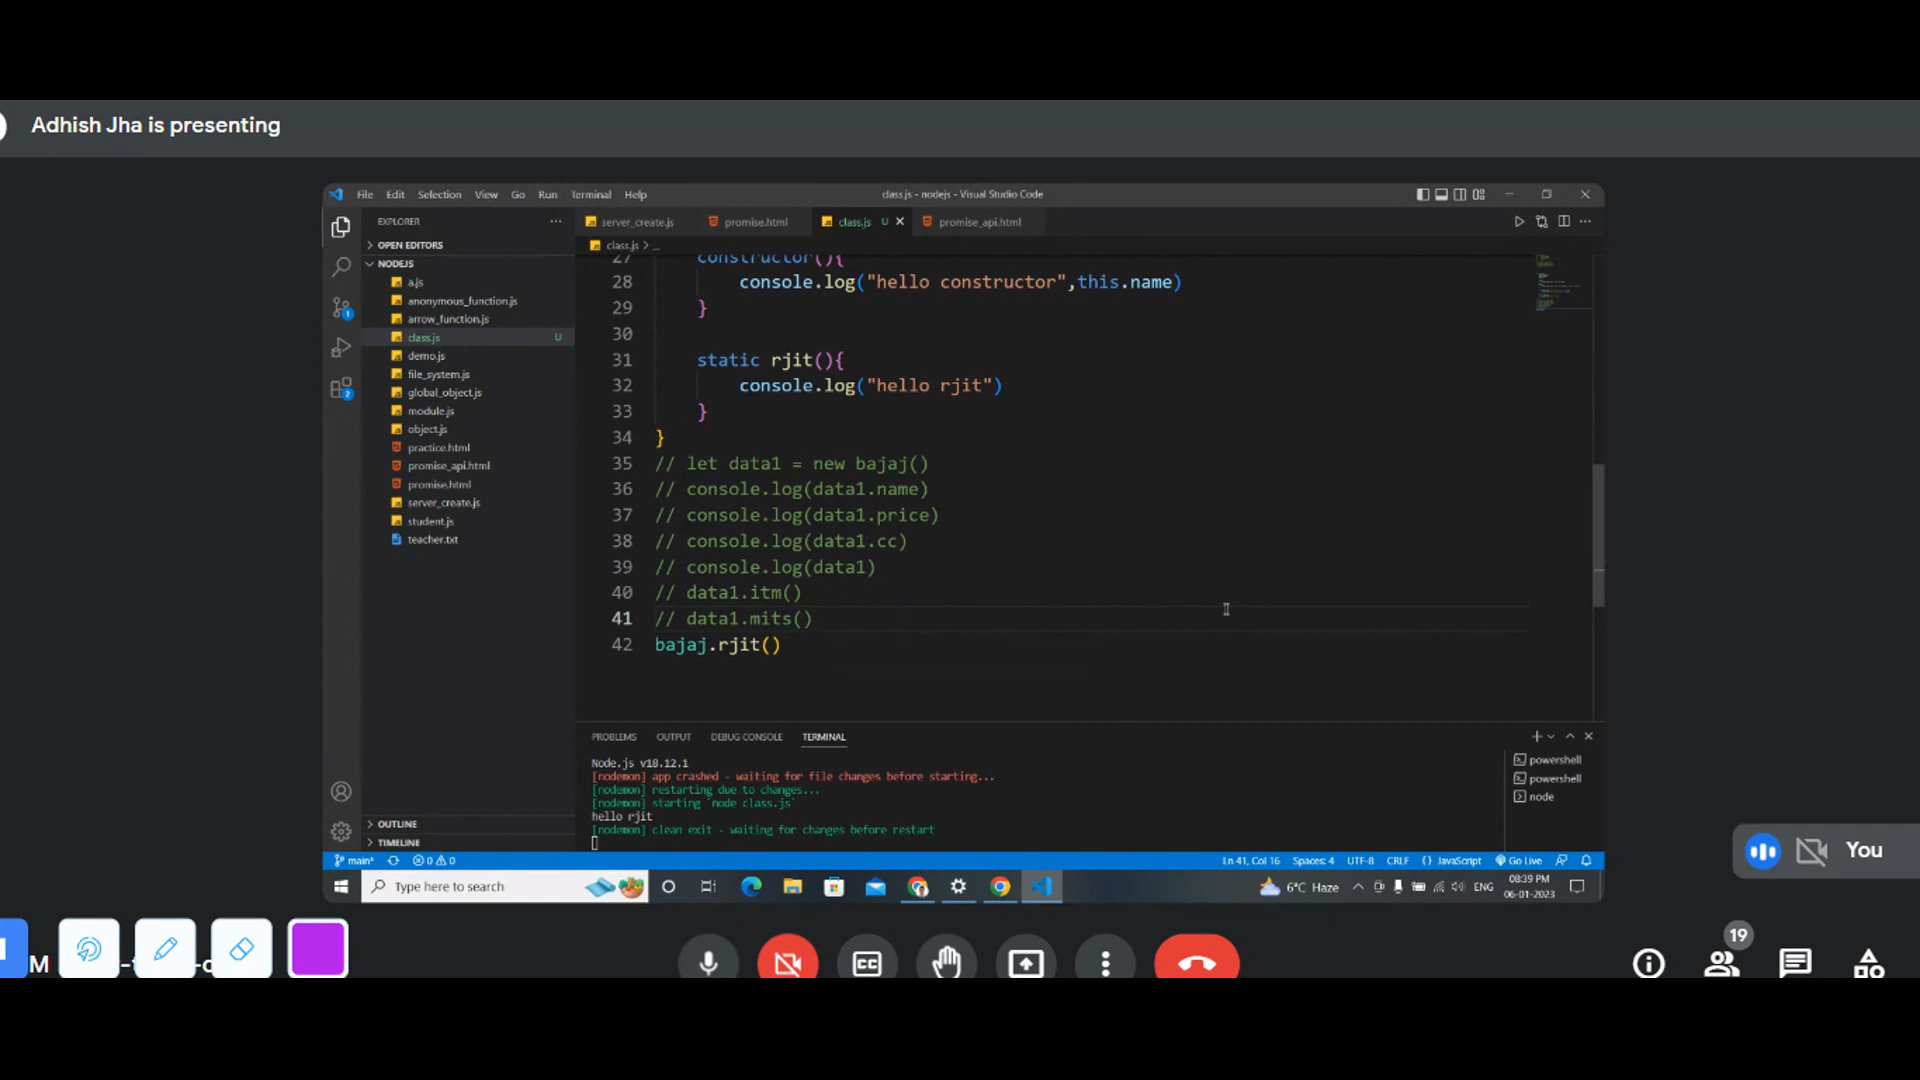 Adhish Jha is presenting
File Edit Selection View Go Run Terminal Help
class.js - nodejs - Visual Studio Code
EXPLORER
server_create.js
promise.html
class.js U
promise_api.html
OPEN EDITORS
NODEJS
a.js
anonymous_function.js
arrow_function.js
class.js U
demo.js
file_system.js
global_object.js
module.js
object.js
practice.html
promise_api.html
promise.html
server_create.js
student.js
teacher.txt
OUTLINE
TIMELINE
class.js > ...
27 constructor(){
28 console.log("hello constructor",this.name)
29 }
30
31 static rjit(){
32 console.log("hello rjit")
33 }
34 }
35 // let data1 = new bajaj()
36 // console.log(data1.name)
37 // console.log(data1.price)
38 // console.log(data1.cc)
39 // console.log(data1)
40 // data1.itm()
41 // data1.mits()
42 bajaj.rjit()
PROBLEMS OUTPUT DEBUG CONSOLE TERMINAL
Node.js v18.12.1
[nodemon] app crashed - waiting for file changes before starting...
[nodemon] restarting due to changes...
[nodemon] starting `node class.js`
hello rjit
[nodemon] clean exit - waiting for changes before restart
powershell
powershell
node
main* 0 0
Ln 41, Col 16 Spaces: 4 UTF-8 CRLF {} JavaScript Go Live
Type here to search
6°C Haze
ENG
08:39 PM
06-01-2023
You
M
CC
19